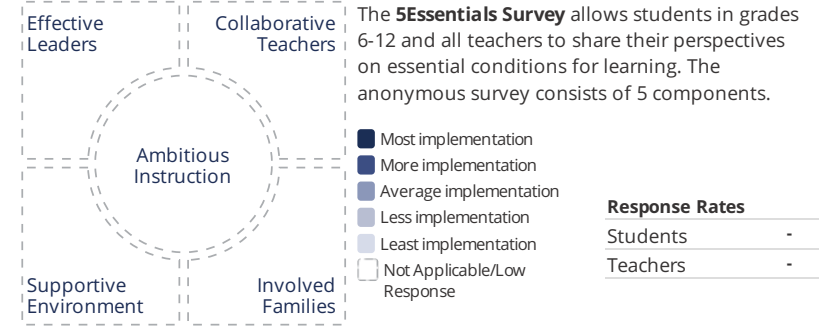 Effective
Leaders
Collaborative
Teachers
Ambitious
Instruction
Supportive
Environment
Involved
Families
The 5Essentials Survey allows students in grades
6-12 and all teachers to share their perspectives
on essential conditions for learning. The
anonymous survey consists of 5 components.
Most implementation
More implementation
Average implementation
Less implementation
Least implementation
Not Applicable/Low
Response
Response Rates
Students -
Teachers -